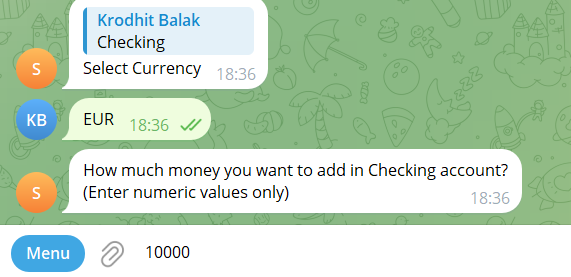 Krodhit Balak
Checking
S
Select Currency 18:36
KB
EUR 18:36
How much money you want to add in Checking account?
(Enter numeric values only)
S
18:36
Menu 10000